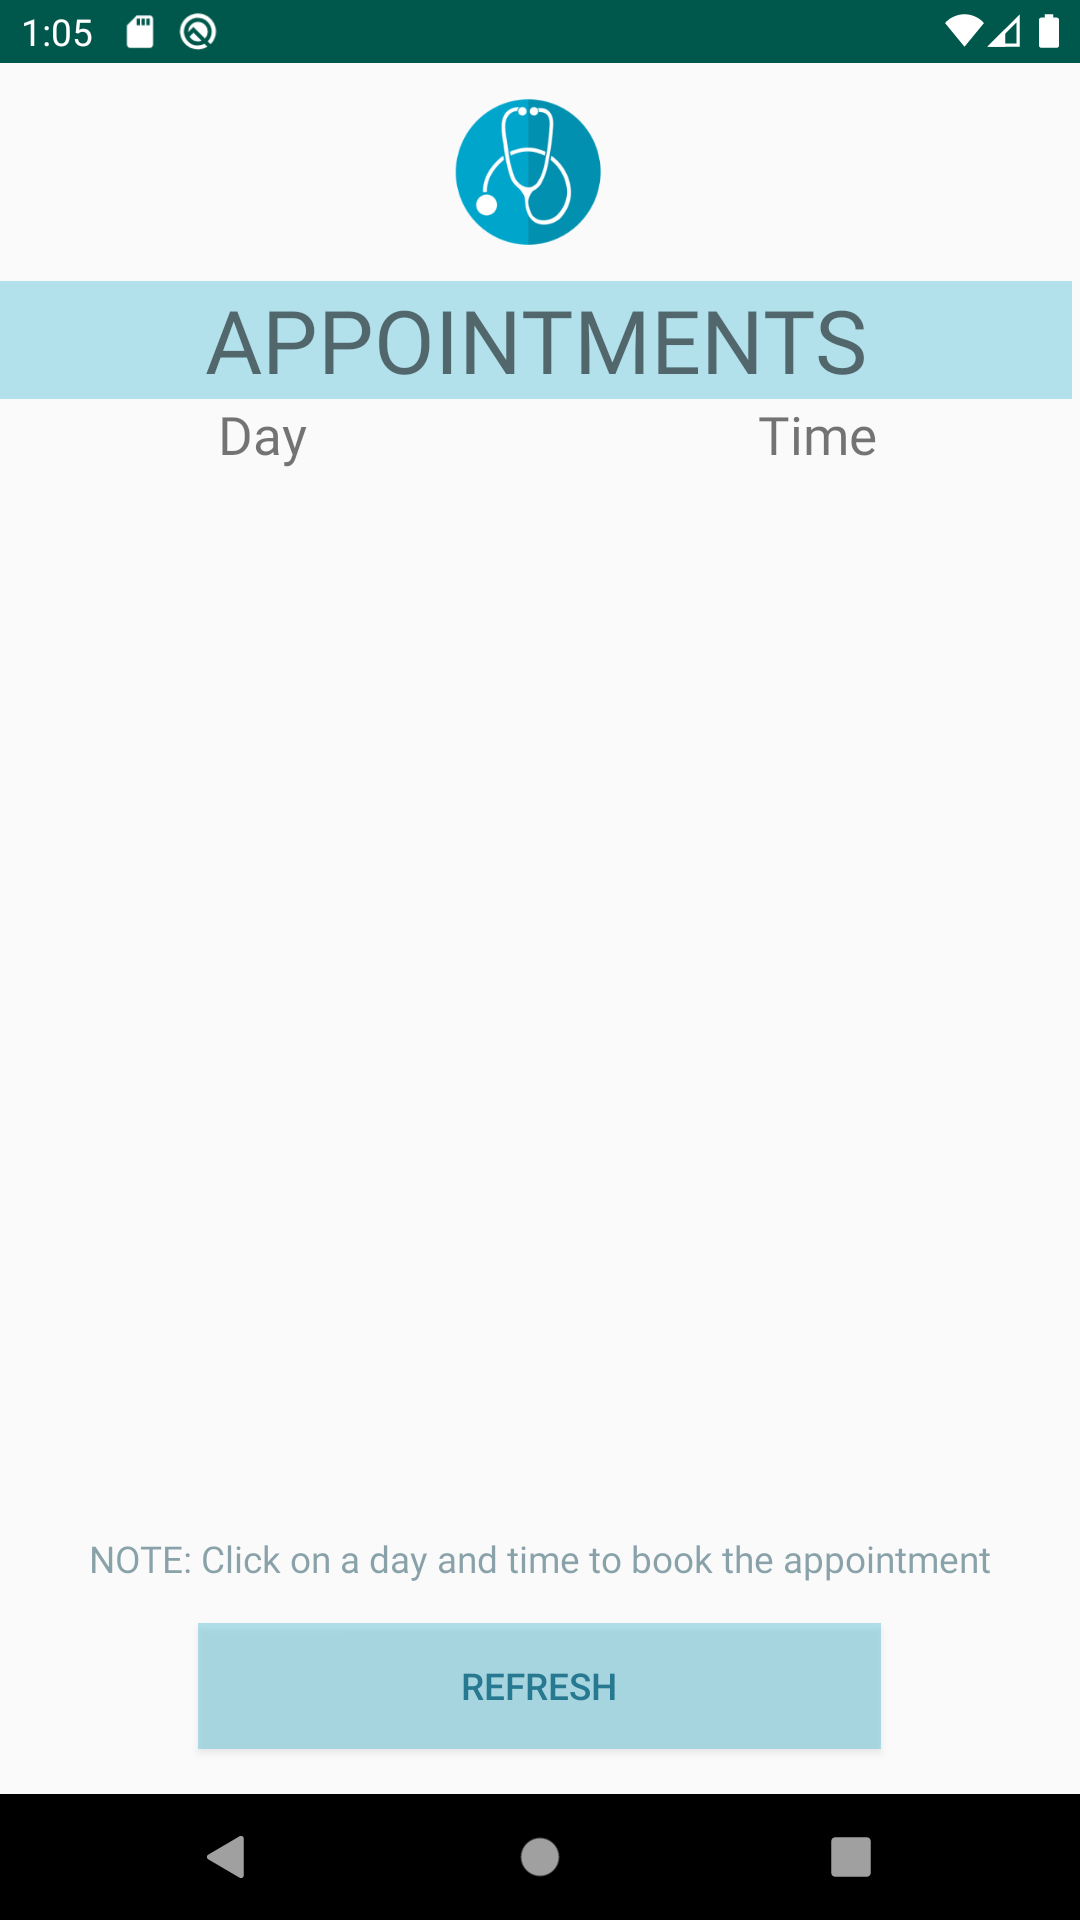 1:05
APPOINTMENTS
Day Time
NOTE: Click on a day and time to book the appointment
REFRESH